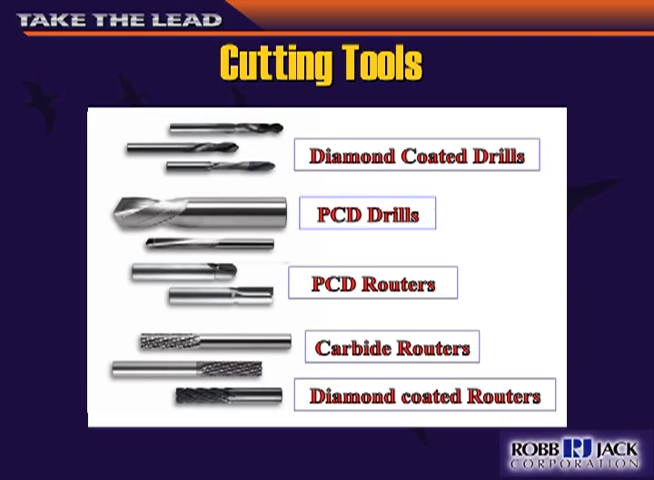 TAKE THE LEAD
Cutting Tools
Diamond Coated Drills
PCD Drills
PCD Routers
Carbide Routers
Diamond coated Routers
ROBB RJ JACK
CORPORATION